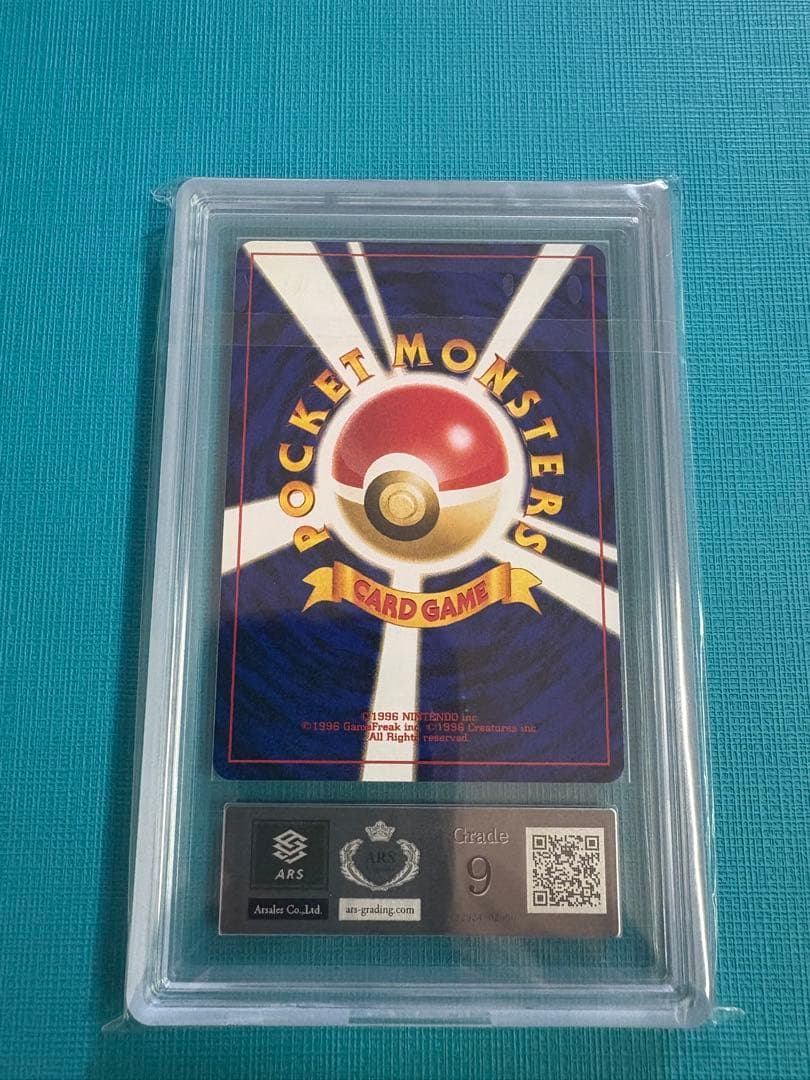 POCKET MONSTERS
CARD GAME
©1996 NINTENDO inc.
©1996 GameFreak inc. ©1996 Creatures inc.
All Rights reserved.
ARS
Arsales Co.,Ltd.
ARS
ars-grading.com
Grade
9